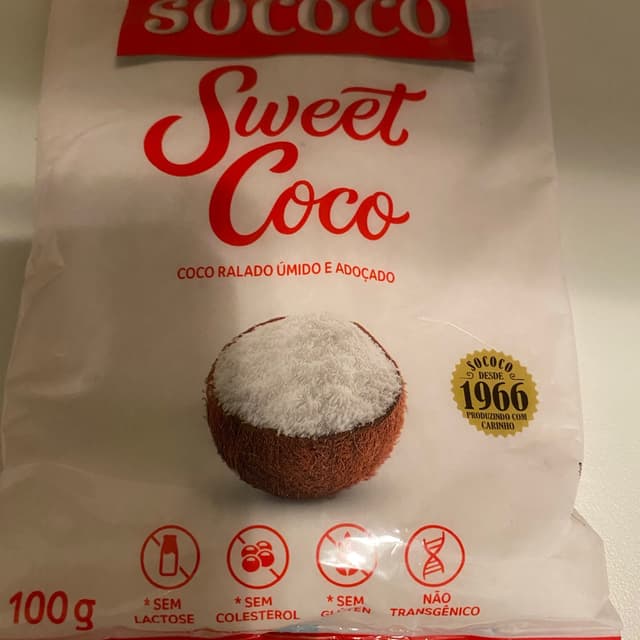 SOCOCO
Sweet
Coco
COCO RALADO ÚMIDO E ADOÇADO
SOCOCO
DESDE
1966
PRODUZINDO COM
CARINHO
* SEM
LACTOSE
* SEM
COLESTEROL
* SEM
GLÚTEN
NÃO
TRANSGÊNICO
100g